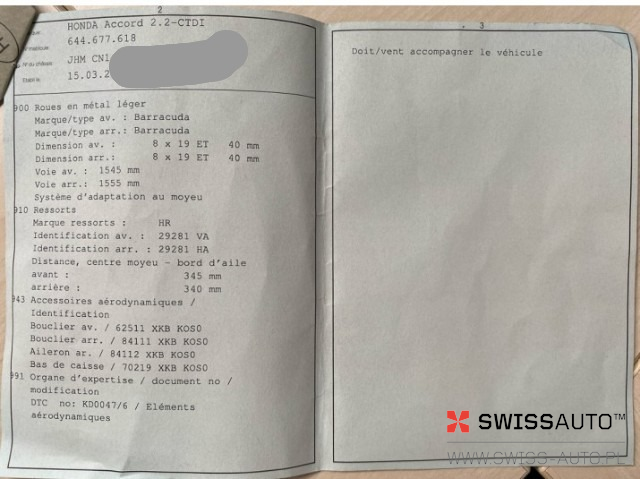 2
HONDA Accord 2.2-CTDI
644.677.618
N° du châssis JHM CN1
Etabli le 15.03.2
900 Roues en métal léger
Marque/type av. : Barracuda
Marque/type arr.: Barracuda
Dimension av. : 8 x 19 ET 40 mm
Dimension arr.: 8 x 19 ET 40 mm
Voie av.: 1545 mm
Voie arr.: 1555 mm
Système d'adaptation au moyeu
910 Ressorts
Marque ressorts : HR
Identification av. : 29281 VA
Identification arr. : 29281 HA
Distance, centre moyeu - bord d'aile
avant : 345 mm
arrière : 340 mm
943 Accessoires aérodynamiques /
Identification
Bouclier av. / 62511 XKB KOS0
Bouclier arr. / 84111 XKB KOS0
Aileron ar. / 84112 XKB KOS0
Bas de caisse / 70219 XKB KOS0
991 Organe d'expertise / document no /
modification
DTC no: KD0047/6 / Eléments
aérodynamiques
3
Doit/vent accompagner le véhicule
SWISSAUTO™
WWW.SWISS-AUTO.PL